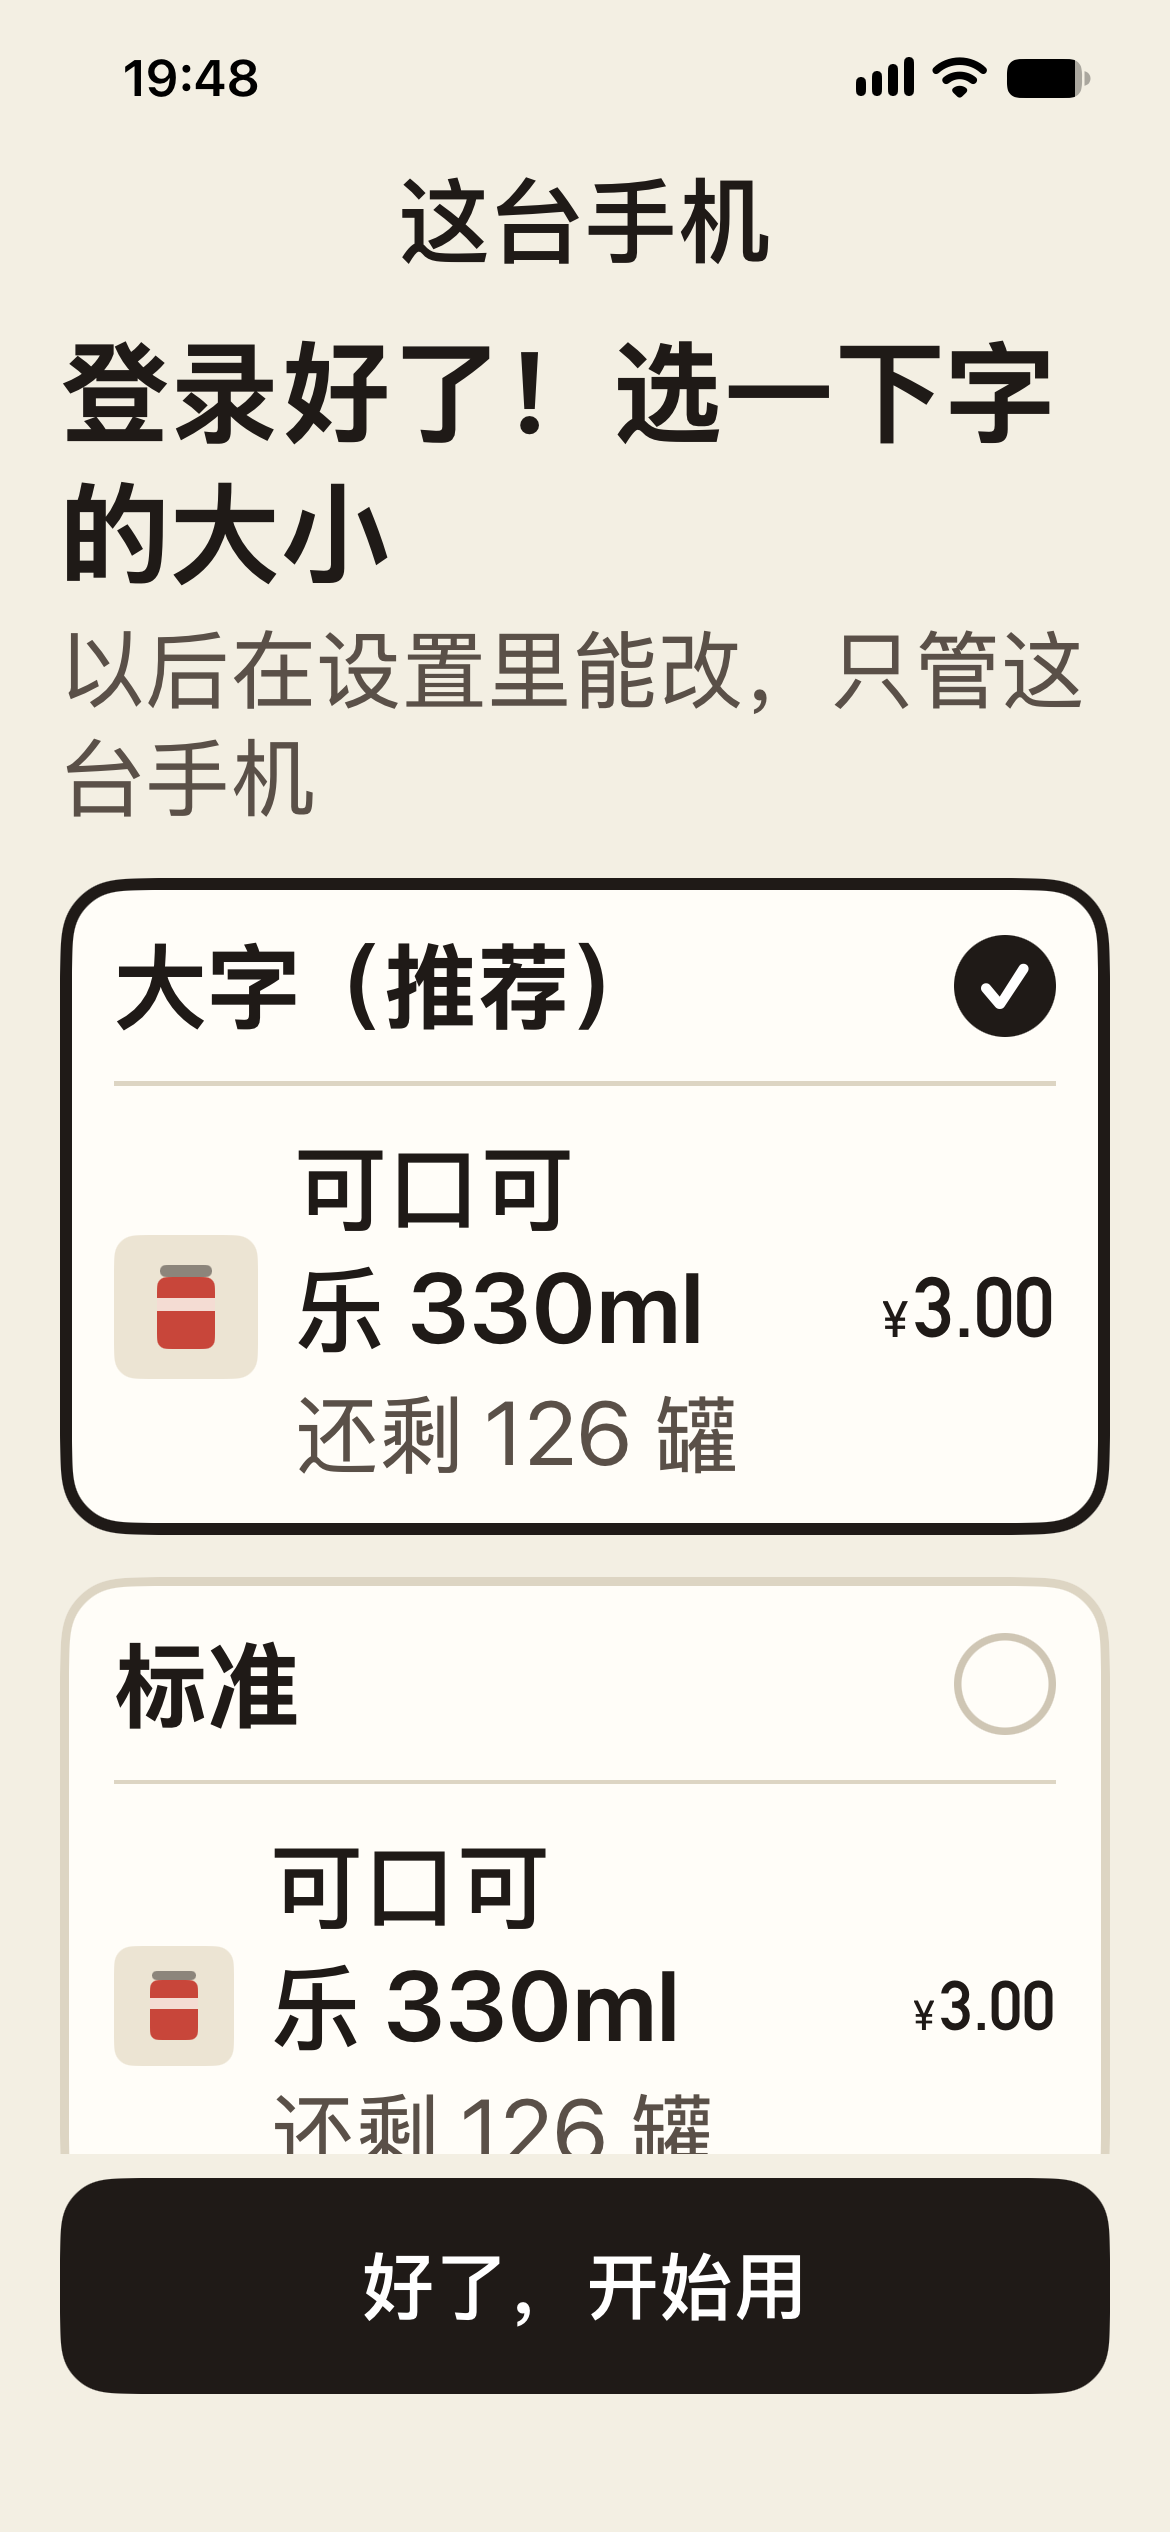 19:48
这台手机
登录好了！选一下字
的大小
以后在设置里能改，只管这
台手机
大字（推荐）
可口可
乐 330ml
¥3.00
还剩 126 罐
标准
可口可
乐 330ml
¥3.00
还剩 126 罐
好了，开始用